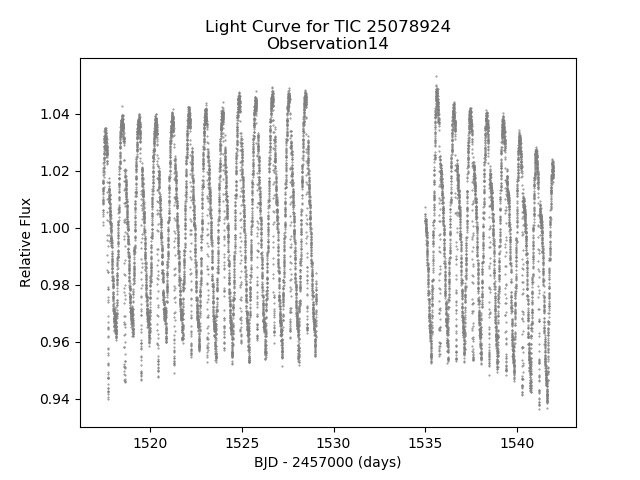 Light Curve for TIC 25078924
Observation14
1.04
1.02
1.00
0.98
0.96
0.94
Relative Flux
1520
1525
1530
1535
1540
BJD - 2457000 (days)